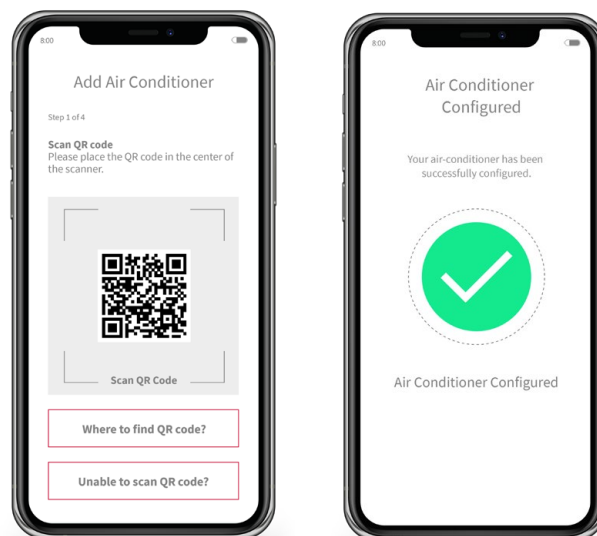 8:00
Add Air Conditioner
Step 1 of 4
Scan QR code
Please place the QR code in the center of
the scanner.
Scan QR Code
Where to find QR code?
Unable to scan QR code?
8:00
Air Conditioner
Configured
Your air-conditioner has been
successfully configured.
Air Conditioner Configured